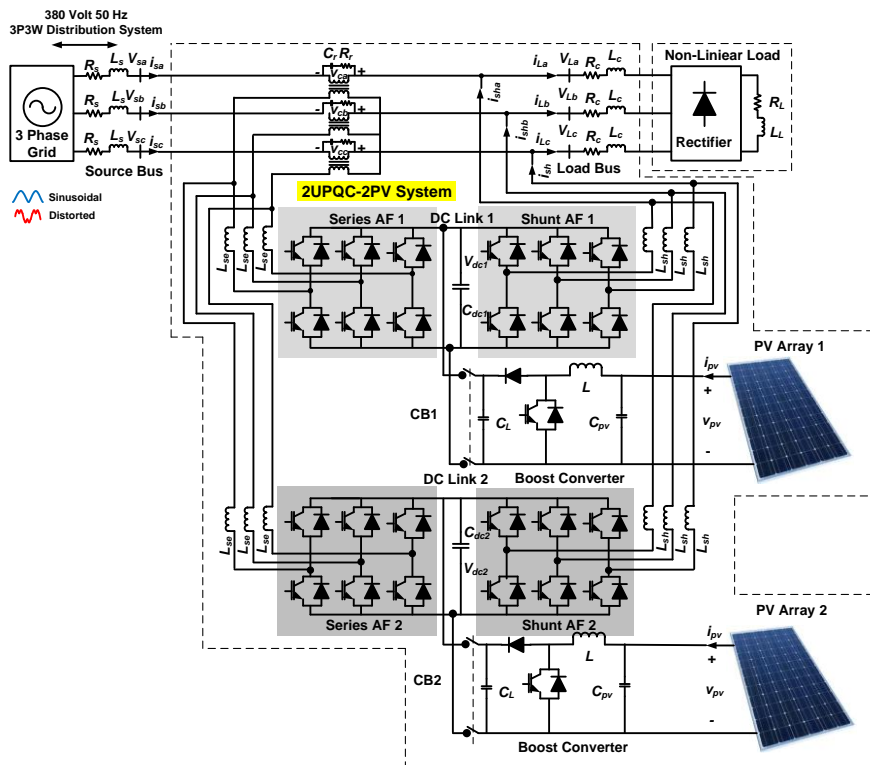 380 Volt 50 Hz
3P3W Distribution System
Rs Ls Vsa isa
Cr Rr
- Vca +
iLa VLa Rc Lc
Non-Liniear Load
Rs Ls Vsb isb
- Vcb +
isha
iLb VLb Rc Lc
RL
LL
3 Phase
Grid
Rs Ls Vsc isc
- Vcc +
ishb
iLc VLc Rc Lc
Rectifier
Source Bus
ish
Load Bus
Sinusoidal
Distorted
2UPQC-2PV System
Series AF 1
DC Link 1
Shunt AF 1
Lse Lse Lse
Vdc1
Cdc1
Lsh Lsh Lsh
PV Array 1
ipv
+
L
CB1
CL
Cpv
vpv
-
DC Link 2
Boost Converter
Lse Lse Lse
Cdc2
Vdc2
Lsh Lsh Lsh
PV Array 2
Series AF 2
Shunt AF 2
ipv
+
L
CB2
CL
Cpv
vpv
-
Boost Converter